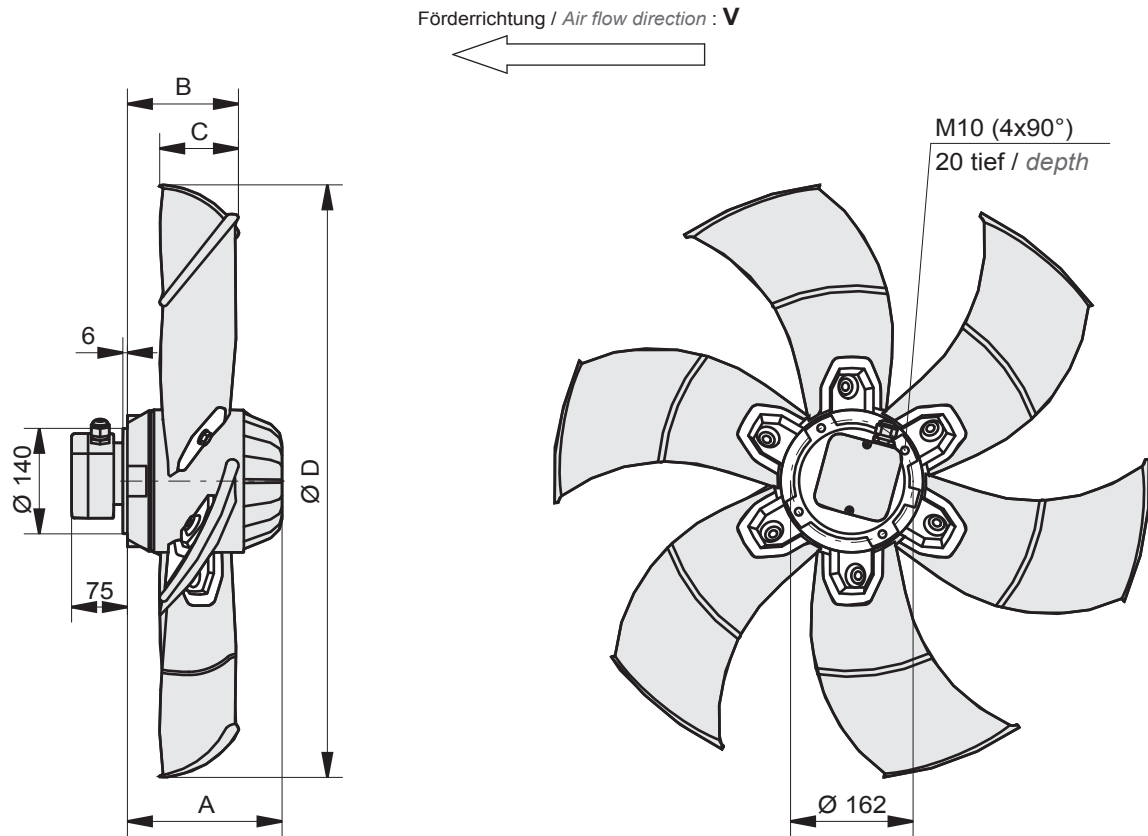 Förderrichtung / Air flow direction : V
B
C
M10 (4x90°)
20 tief / depth
6
Ø 140
Ø D
75
A
Ø 162